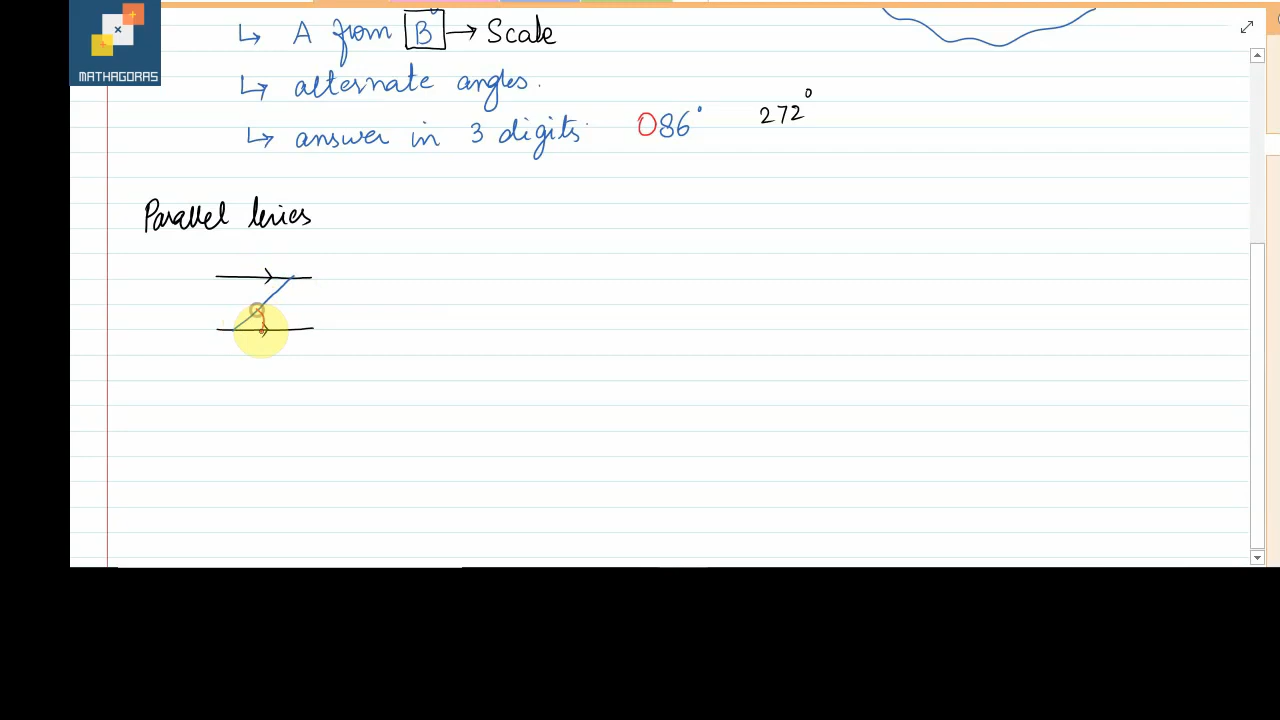 ↳ A from B → Scale
MATHAGORAS
↳ alternate angles.
↳ answer in 3 digits. 086° 272°
Parallel lines